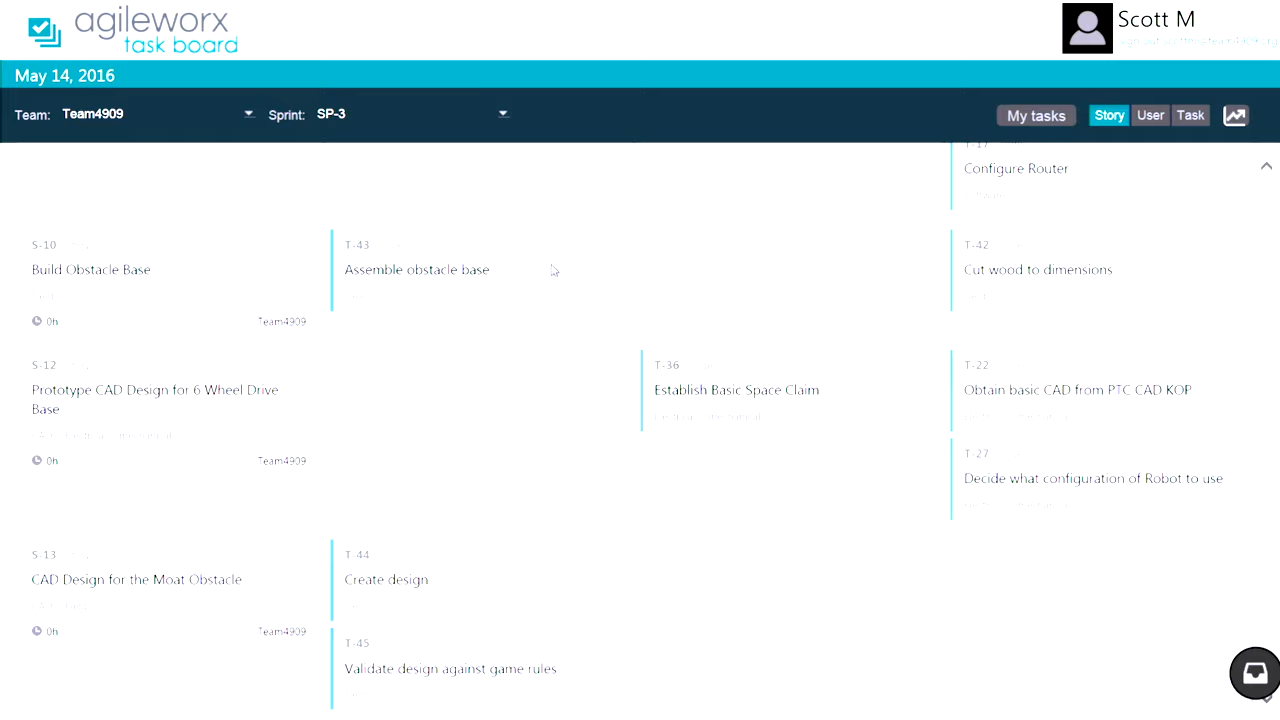 agileworx
task board
Scott M
May 14, 2016
Team: Team4909 Sprint: SP-3 My tasks Story User Task
T-17
Configure Router
S-10 T-43 T-42
Build Obstacle Base Assemble obstacle base Cut wood to dimensions
0h Team4909
S-12 T-36 T-22
Prototype CAD Design for 6 Wheel Drive Establish Basic Space Claim Obtain basic CAD from PTC CAD KOP
Base
0h Team4909
T-27
Decide what configuration of Robot to use
S-13 T-44
CAD Design for the Moat Obstacle Create design
0h Team4909
T-45
Validate design against game rules